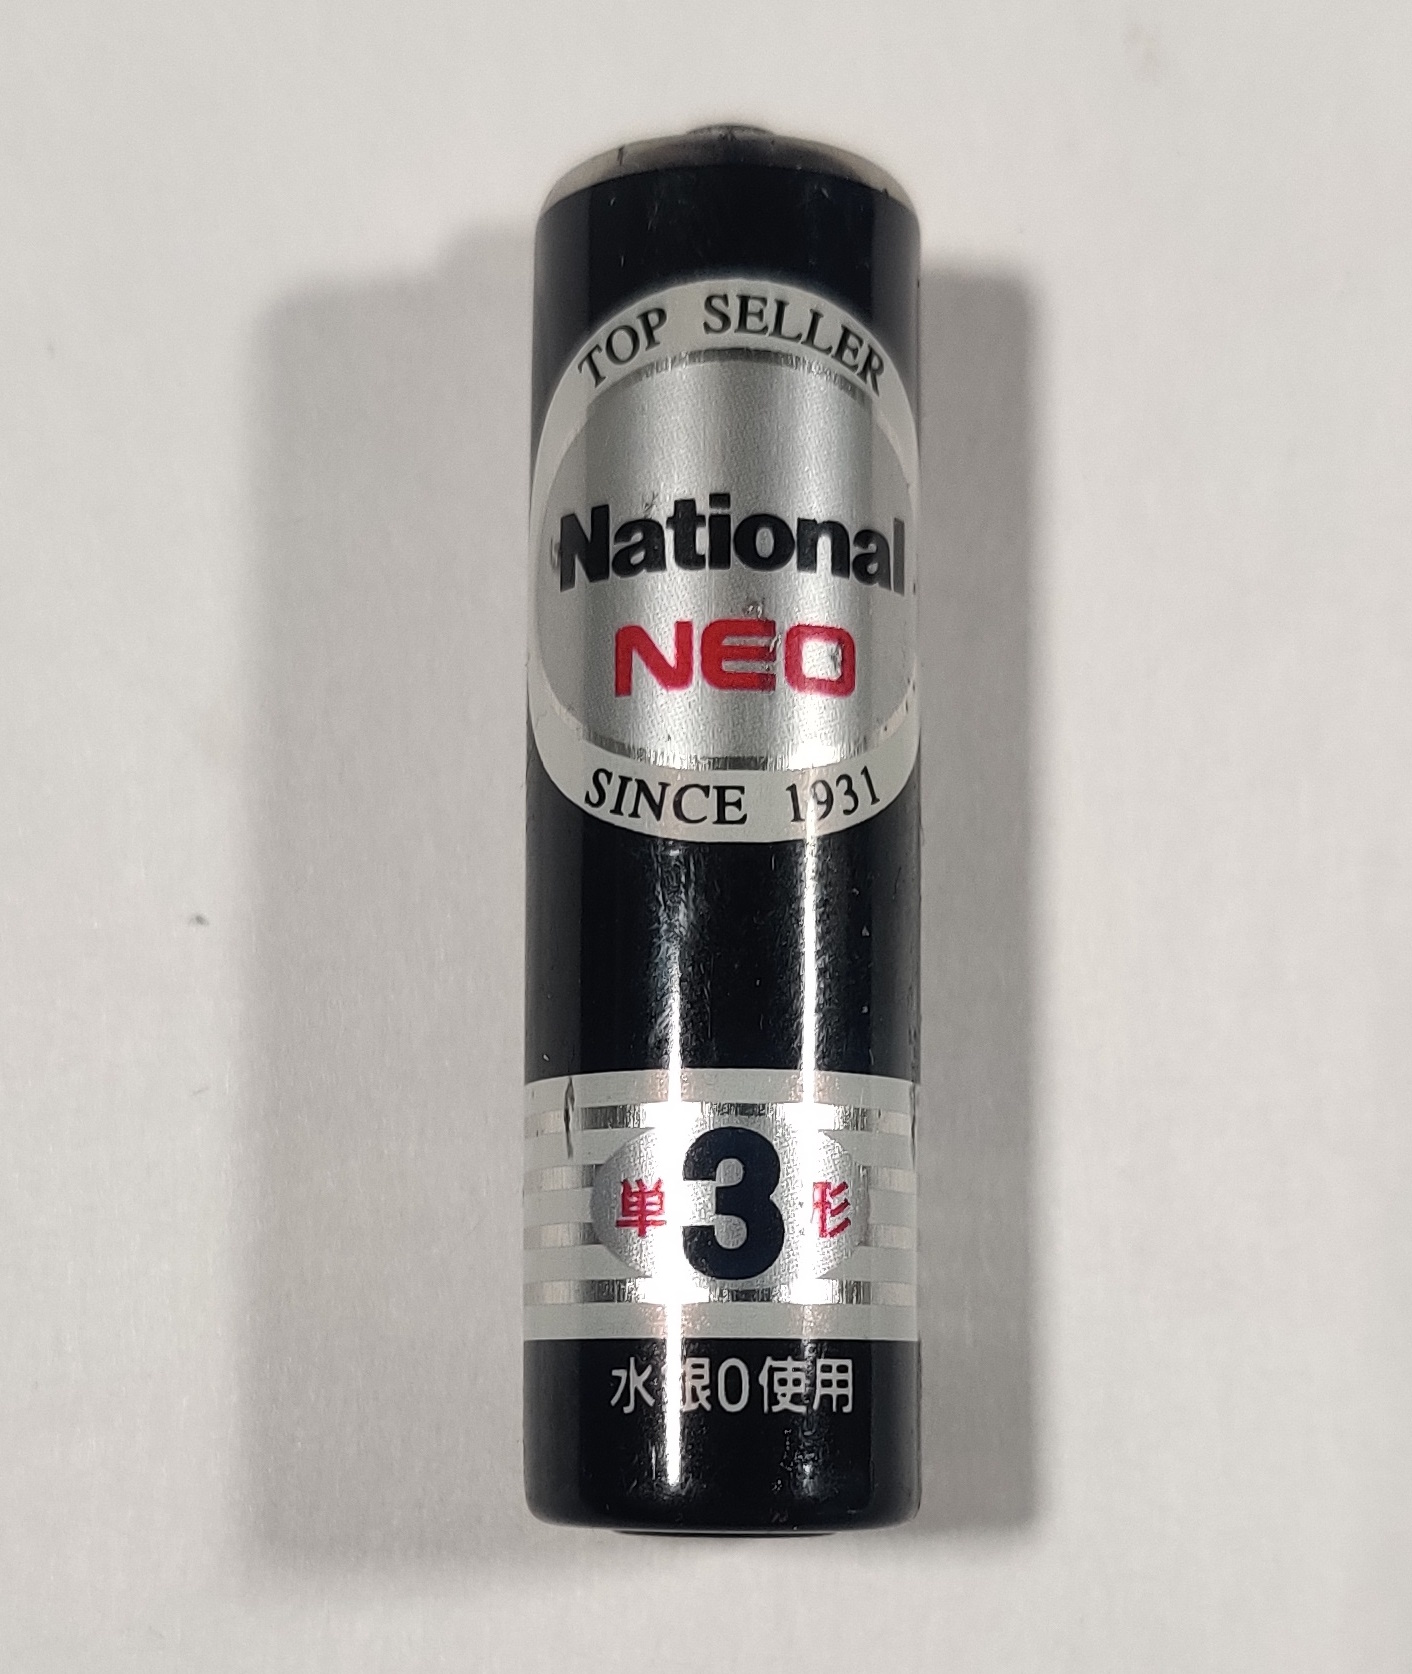 TOP SELLER
National
NEO
SINCE 1931
単3形
水銀0使用